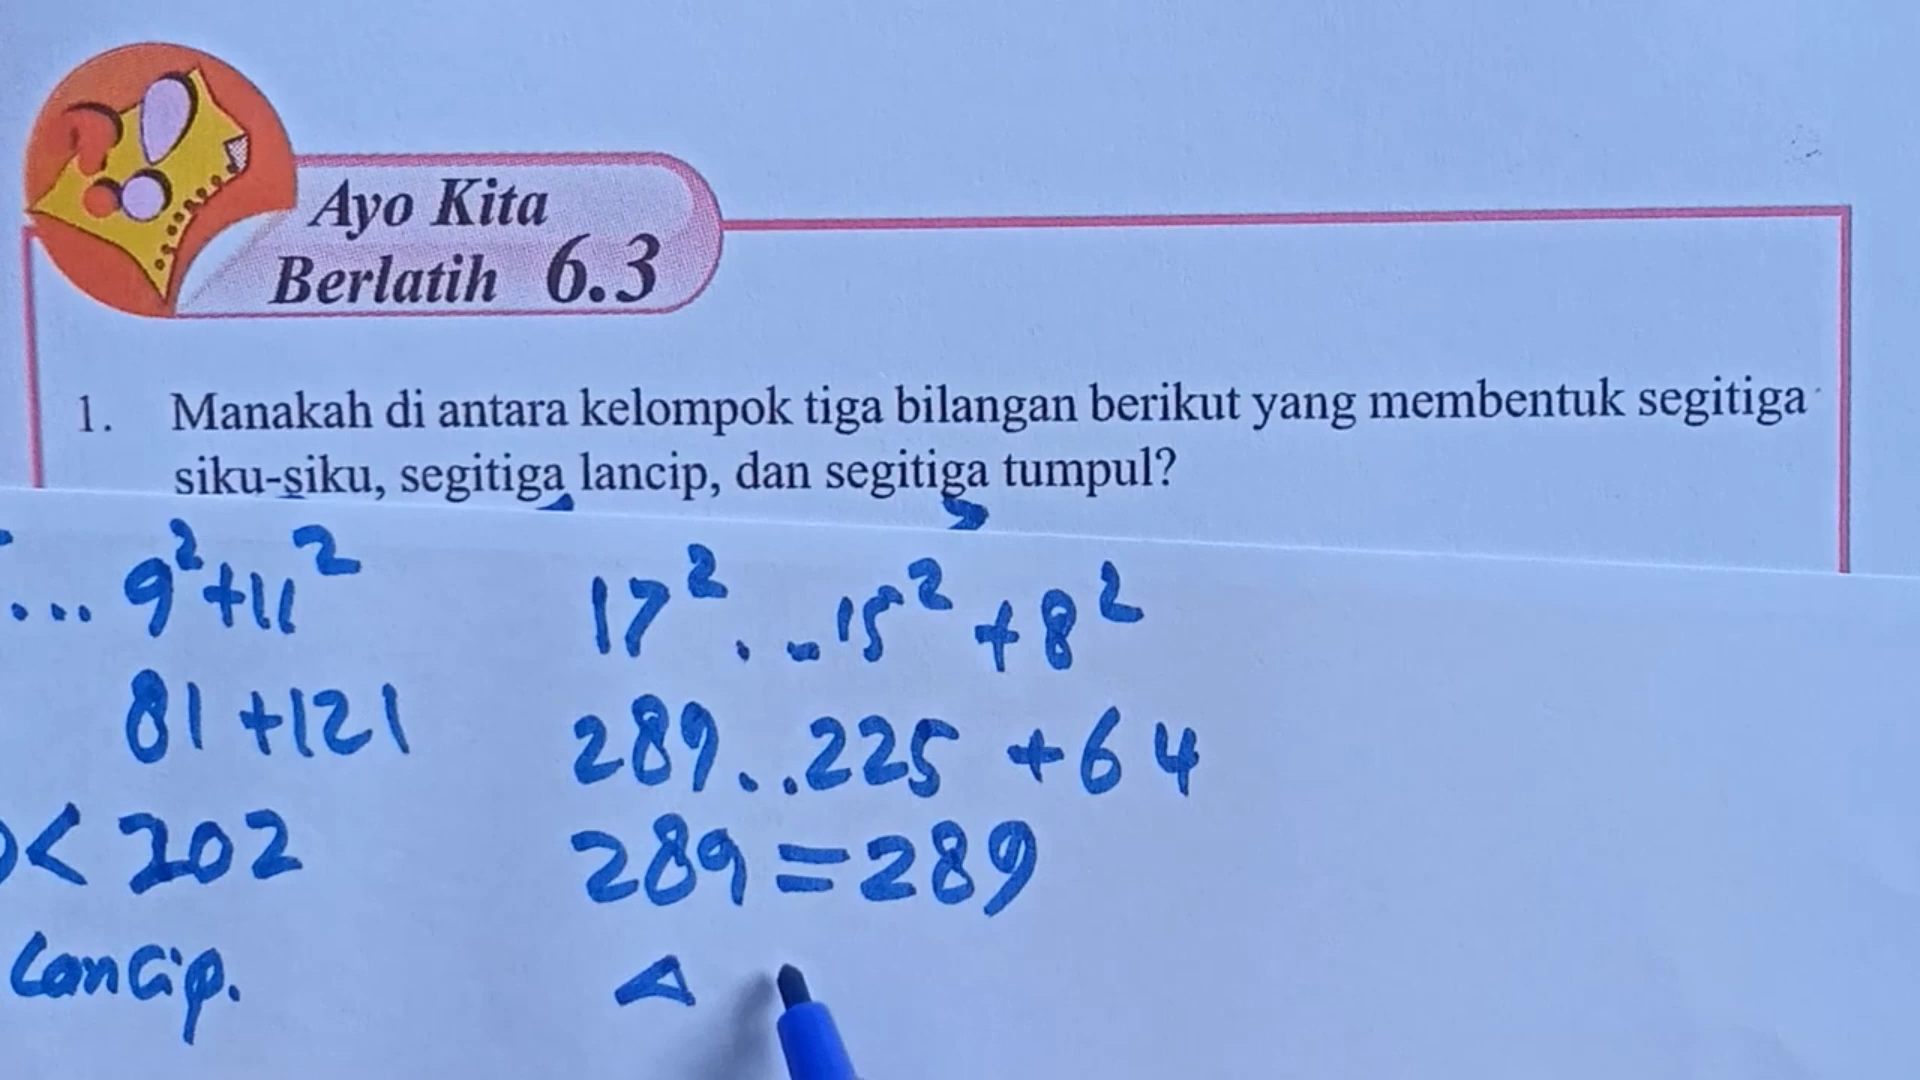 Ayo Kita
Berlatih 6.3
1. Manakah di antara kelompok tiga bilangan berikut yang membentuk segitiga
siku-siku, segitiga lancip, dan segitiga tumpul?
... 9²+11²
81+121
< 202
Lancip.
17² ... 15²+8²
289...225 +64
289=289
Δ